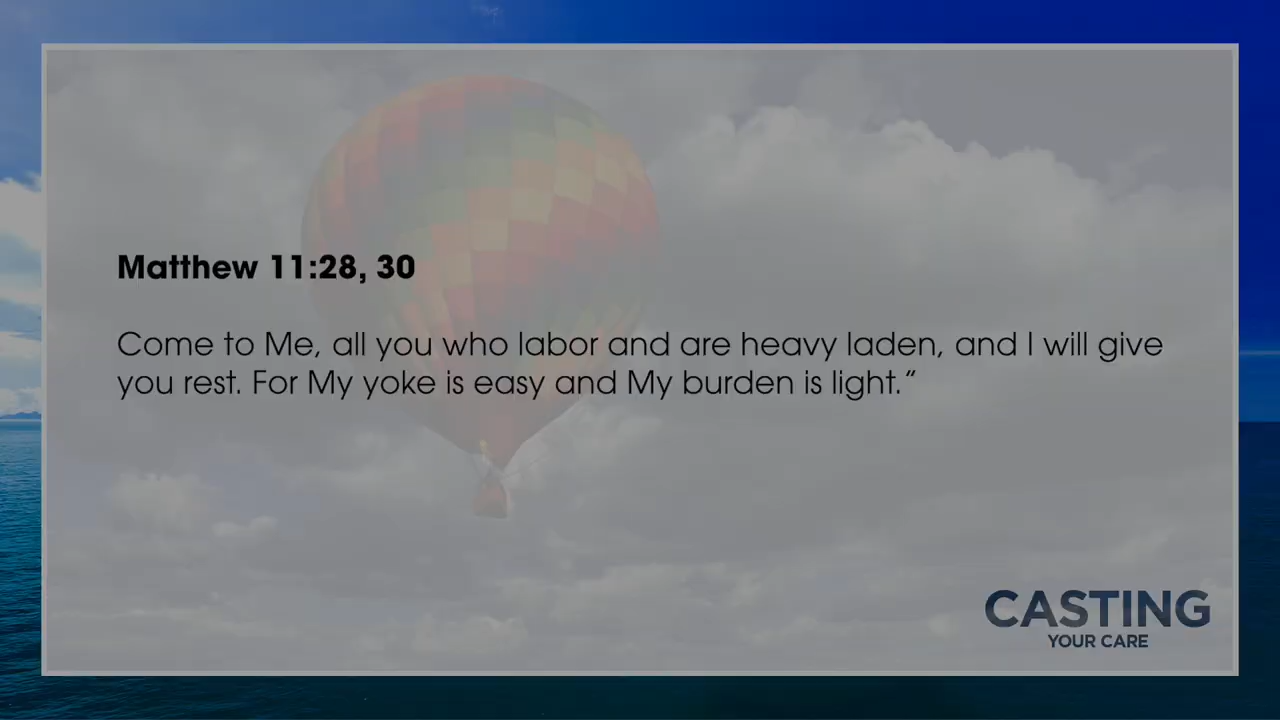 Matthew 11:28, 30
Come to Me, all you who labor and are heavy laden, and I will give
you rest. For My yoke is easy and My burden is light.”
CASTING
YOUR CARE